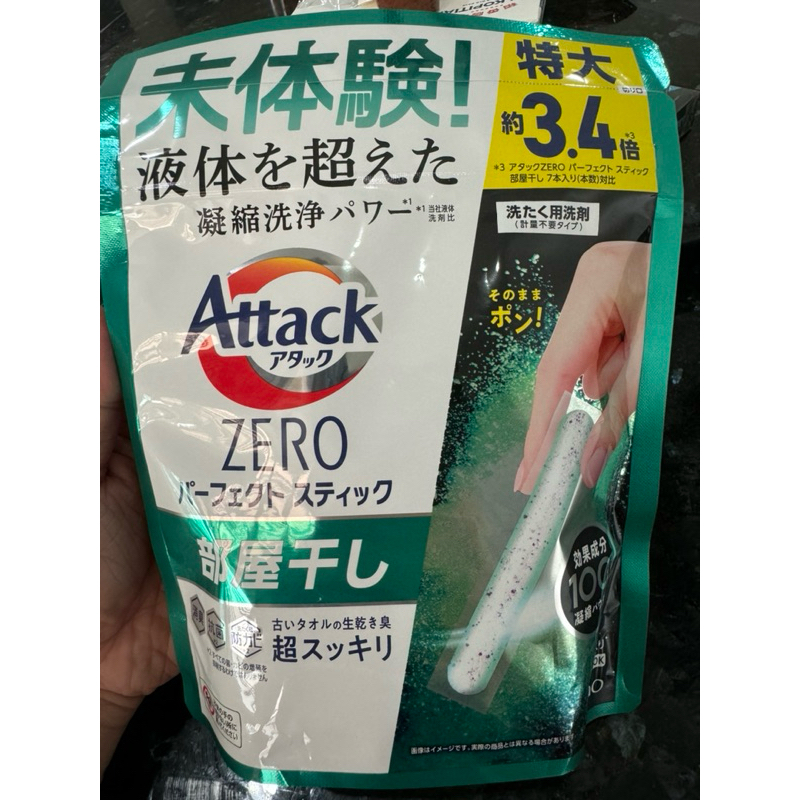 未体験!
液体を超えた
凝縮洗浄パワー*1
*1 当社液体
洗剤比
特大
約3.4倍*3
*3 アタックZERO パーフェクト スティック
部屋干し 7本入り(本数)対比
洗たく用洗剤
(計量不要タイプ)
そのまま
ポン!
Attack
アタック
ZERO
パーフェクト スティック
部屋干し
防カビ
古いタオルの生乾き臭
超スッキリ
効果成分
100
凝縮
画像はイメージです。実際の商品とは異なる場合があり